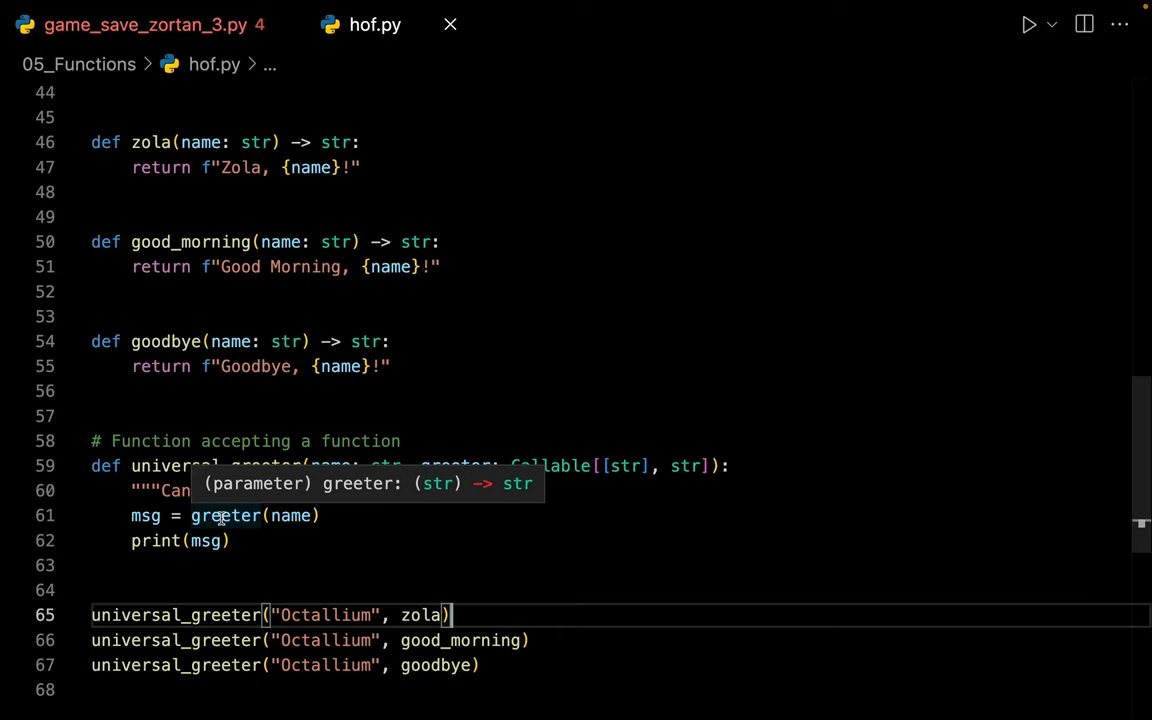 game_save_zortan_3.py 4 hof.py
05_Functions > hof.py > ...
44
45
46 def zola(name: str) -> str:
47 return f"Zola, {name}!"
48
49
50 def good_morning(name: str) -> str:
51 return f"Good Morning, {name}!"
52
53
54 def goodbye(name: str) -> str:
55 return f"Goodbye, {name}!"
56
57
58 # Function accepting a function
59 def universal_greeter(name: str, greeter: Callable[[str], str]):
(parameter) greeter: (str) -> str
60 """Can
61 msg = greeter(name)
62 print(msg)
63
64
65 universal_greeter("Octallium", zola)
66 universal_greeter("Octallium", good_morning)
67 universal_greeter("Octallium", goodbye)
68